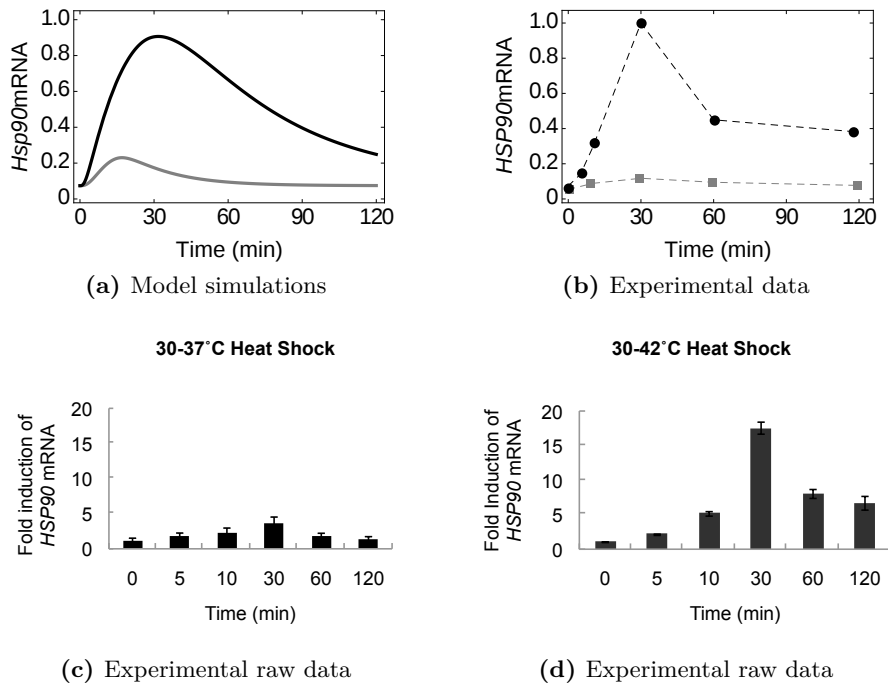 1.0
0.8
0.6
0.4
0.2
0
Hsp90mRNA
0 30 60 90 120
Time (min)
(a) Model simulations
1.0
0.8
0.6
0.4
0.2
0
HSP90mRNA
0 30 60 90 120
Time (min)
(b) Experimental data
30-37˚C Heat Shock
20
15
10
5
0
Fold induction of
HSP90 mRNA
0 5 10 30 60 120
Time (min)
(c) Experimental raw data
30-42˚C Heat Shock
20
15
10
5
0
Fold Induction of
HSP90 mRNA
0 5 10 30 60 120
Time (min)
(d) Experimental raw data